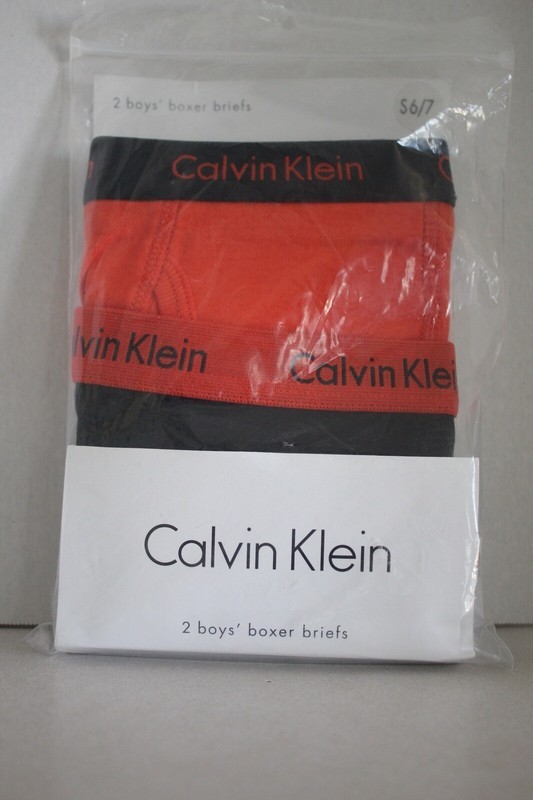 2 boys' boxer briefs S6/7
n Calvin Klein C
lvin Klein Calvin Klei
Calvin Klein
2 boys' boxer briefs